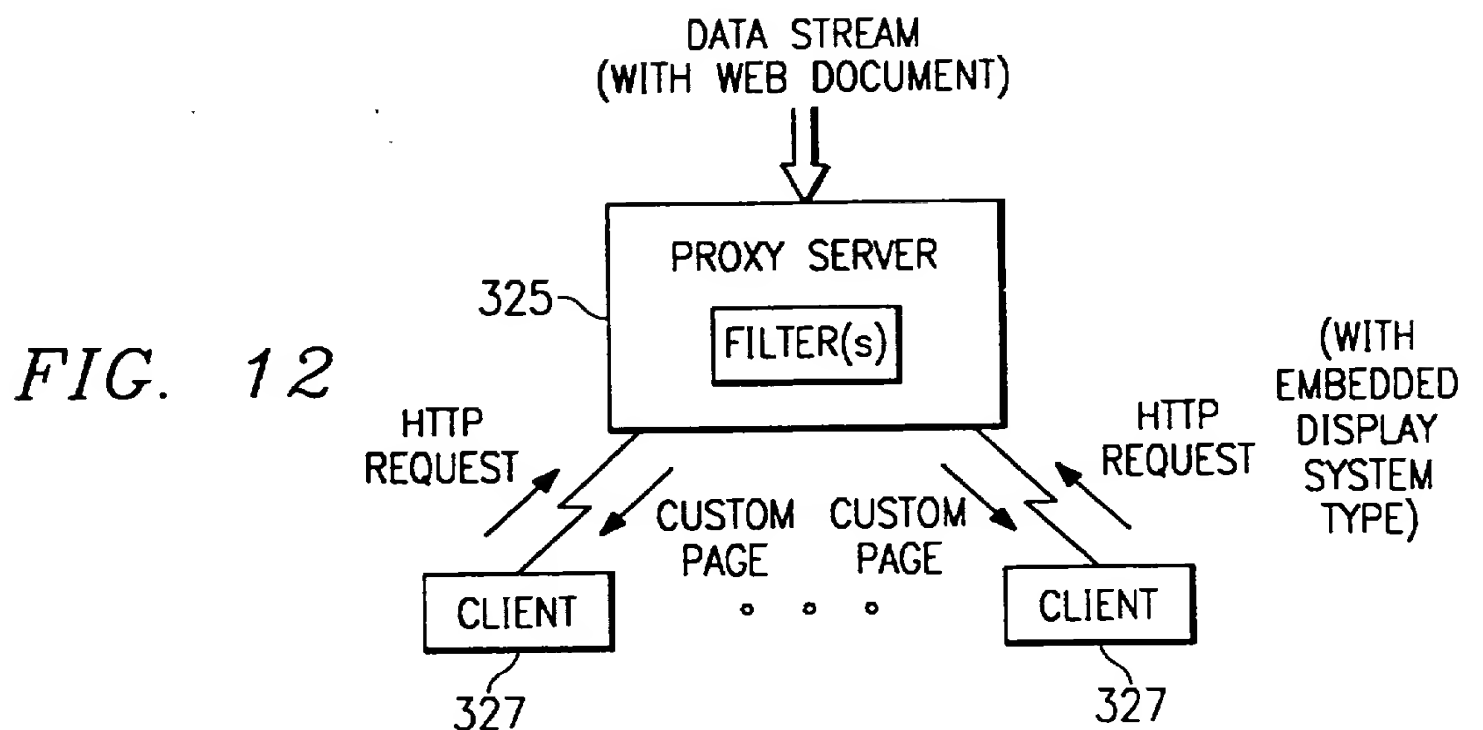 DATA STREAM
(WITH WEB DOCUMENT)
PROXY SERVER
325
FILTER(s)
FIG. 12
HTTP
REQUEST
CUSTOM
PAGE
CUSTOM
PAGE
HTTP
REQUEST
(WITH
EMBEDDED
DISPLAY
SYSTEM
TYPE)
CLIENT
CLIENT
327
327